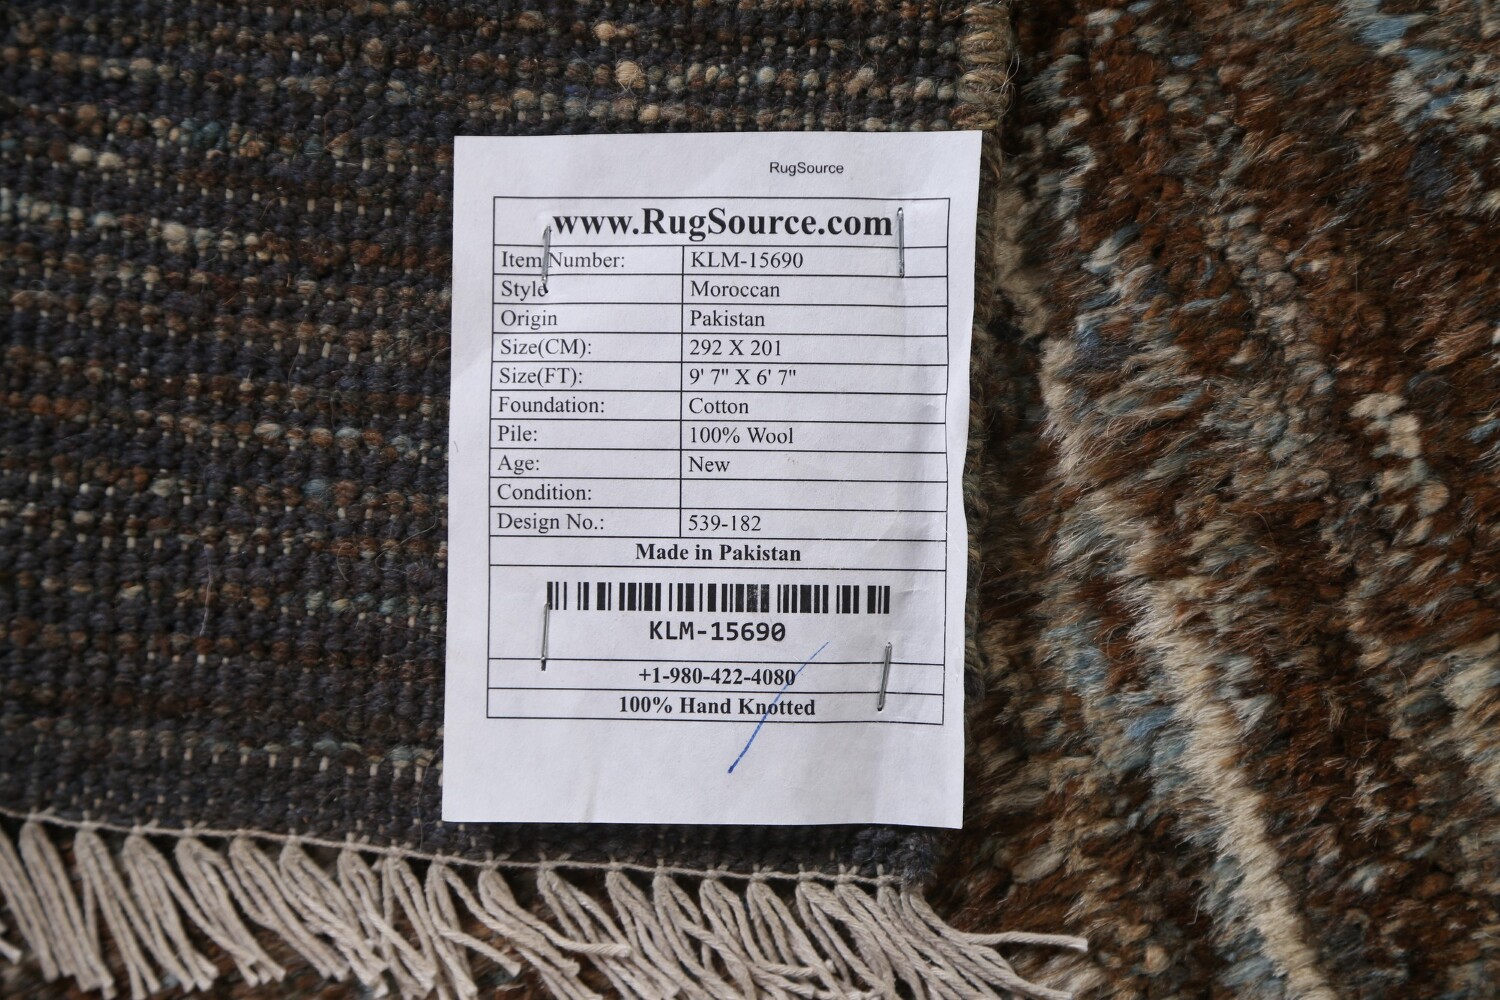 RugSource
www.RugSource.com
Item Number: KLM-15690
Style Moroccan
Origin Pakistan
Size(CM): 292 X 201
Size(FT): 9' 7" X 6' 7"
Foundation: Cotton
Pile: 100% Wool
Age: New
Condition:
Design No.: 539-182
Made in Pakistan
KLM-15690
+1-980-422-4080
100% Hand Knotted